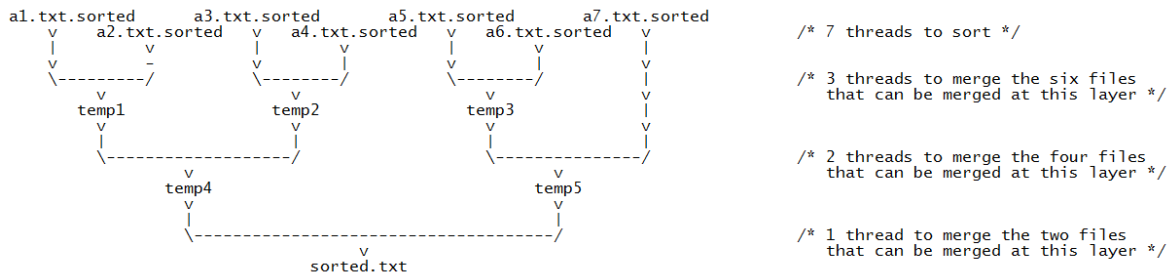 a1.txt.sorted a3.txt.sorted a5.txt.sorted a7.txt.sorted
v a2.txt.sorted v a4.txt.sorted v a6.txt.sorted v /* 7 threads to sort */
| v | v | v |
v - v | v | v
\---------/ \--------/ \--------/ | /* 3 threads to merge the six files
v v v v that can be merged at this layer */
temp1 temp2 temp3 |
v v v v
| | | |
\-------------------/ \---------------/ /* 2 threads to merge the four files
v v that can be merged at this layer */
temp4 temp5
v v
| |
\-------------------------------------/ /* 1 thread to merge the two files
v that can be merged at this layer */
sorted.txt